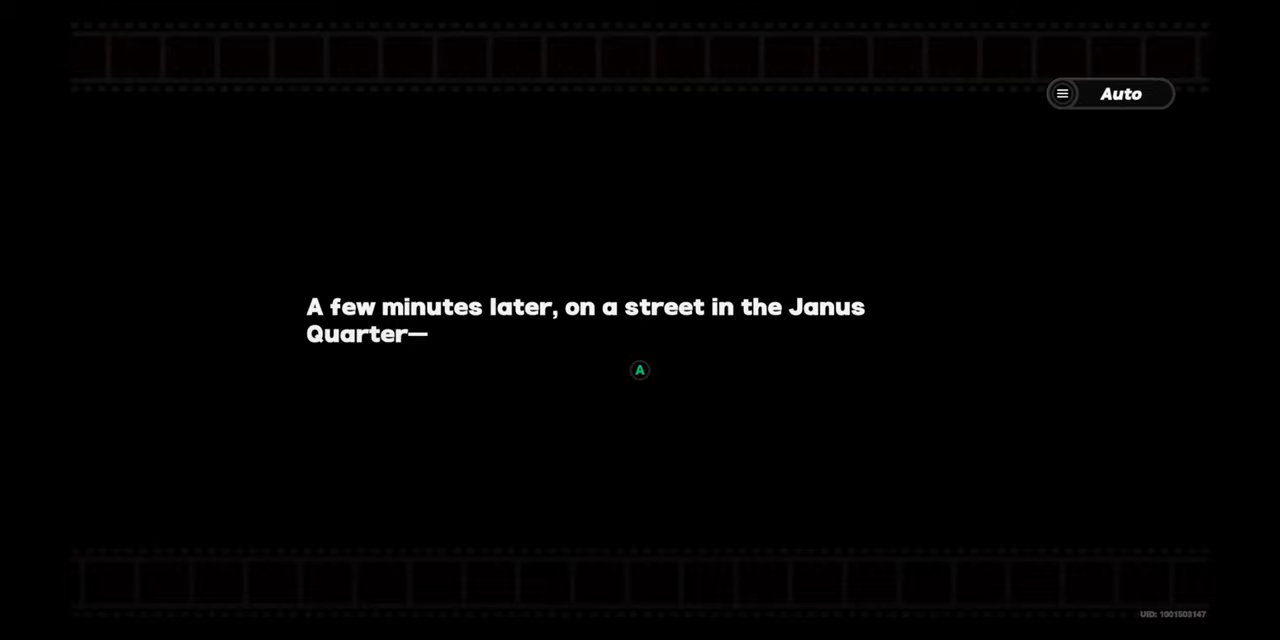 Auto
A few minutes later, on a street in the Janus
Quarter—
A
UID: 1001503147